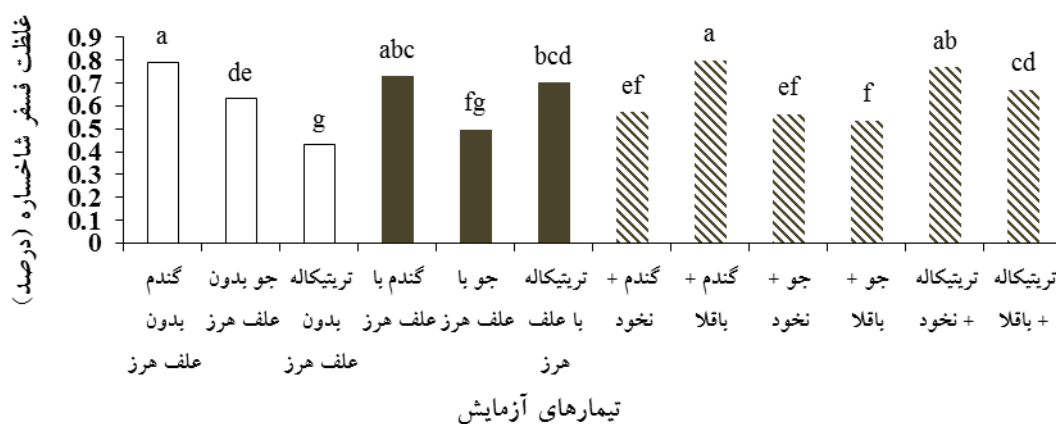 غلظت فسفر شاخساره (درصد)
0.9
0.8
0.7
0.6
0.5
0.4
0.3
0.2
0.1
0
a
de
g
abc
fg
bcd
ef
a
ef
f
ab
cd
گندم
بدون
علف هرز
جو بدون
علف هرز
تریتیکاله
بدون
علف هرز
گندم با
علف هرز
جو با
علف هرز
تریتیکاله
با علف
هرز
گندم +
نخود
گندم +
باقلا
جو +
نخود
جو +
باقلا
تریتیکاله
+ نخود
تریتیکاله
+ باقلا
تیمارهای آزمایش